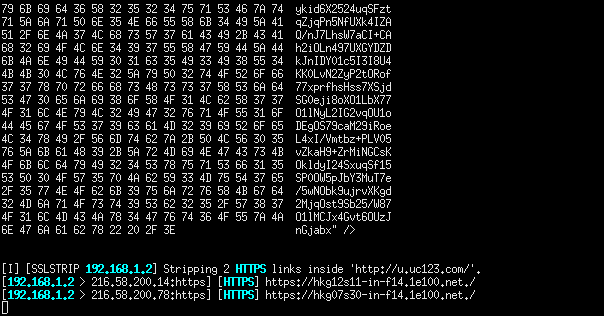 79 6B 69 64 36 58 32 35 32 34 75 71 53 46 7A 74 ykid6X2524uqSFzt
71 5A 6A 71 50 6E 35 4E 66 55 58 6B 34 49 5A 41 qZjqPn5NfUXk4IZA
51 2F 6E 4A 37 4C 68 73 57 37 61 43 49 2B 43 41 Q/nJ7LhsW7aCI+CA
68 32 69 4F 4C 6E 34 39 37 55 58 47 59 44 5A 44 h2iOLn497UXGYDZD
6B 4A 6E 49 44 59 30 31 63 35 49 33 49 38 55 34 kJnIDY01c5I3I8U4
4B 4B 30 4C 76 4E 32 5A 79 50 32 74 4F 52 6F 66 KK0LvN2ZyP2tORof
37 37 78 70 72 66 68 73 48 73 73 37 58 53 6A 64 77xprfhsHss7XSjd
53 47 30 65 6A 69 38 6F 58 4F 31 4C 62 58 37 37 SG0eji8oXO1LbX77
4F 31 6C 4E 79 4C 32 49 47 32 76 71 4F 55 31 6F O1lNyL2IG2vqOU1o
44 45 67 4F 53 37 39 63 61 4D 32 39 69 52 6F 65 DEgOS79caM29iRoe
4C 34 78 49 2F 56 6D 74 62 7A 2B 50 4C 56 30 35 L4xI/Vmtbz+PLV05
76 5A 6B 61 48 39 2B 5A 72 4D 69 4E 47 43 73 4B vZkaH9+ZrMiNGCsK
4F 6B 6C 64 79 49 32 34 53 78 75 71 53 66 31 35 OkldyI24SxuqSf15
53 50 30 4F 57 35 70 4A 62 59 33 4D 75 54 37 65 SP0OW5pJbY3MuT7e
2F 35 77 4E 4F 62 6B 39 75 6A 72 76 58 4B 67 64 /5wNObk9ujrvXKgd
32 4D 6A 71 4F 73 74 39 53 62 32 35 2F 57 38 37 2MjqOst9Sb25/W87
4F 31 6C 4D 43 4A 78 34 47 76 74 36 4F 55 7A 4A O1lMCJx4Gvt6OUzJ
6E 47 6A 61 62 78 22 20 2F 3E nGjabx" />
[I] [SSLSTRIP 192.168.1.2] Stripping 2 HTTPS links inside 'http://u.uc123.com/'.
[192.168.1.2 > 216.58.200.14:https] [HTTPS] https://hkg12s11-in-f14.1e100.net./
[192.168.1.2 > 216.58.200.78:https] [HTTPS] https://hkg07s30-in-f14.1e100.net./